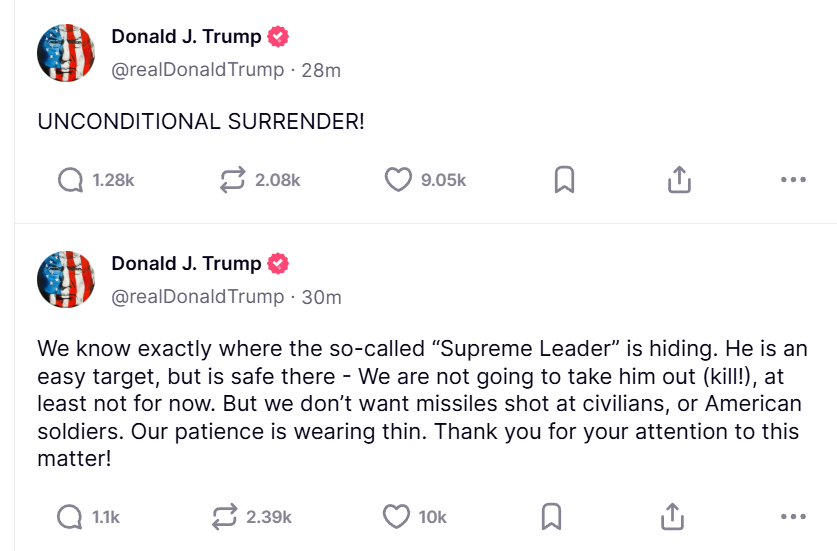 Donald J. Trump
@realDonaldTrump · 28m
UNCONDITIONAL SURRENDER!
1.28k 2.08k 9.05k
Donald J. Trump
@realDonaldTrump · 30m
We know exactly where the so-called “Supreme Leader” is hiding. He is an
easy target, but is safe there - We are not going to take him out (kill!), at
least not for now. But we don’t want missiles shot at civilians, or American
soldiers. Our patience is wearing thin. Thank you for your attention to this
matter!
1.1k 2.39k 10k